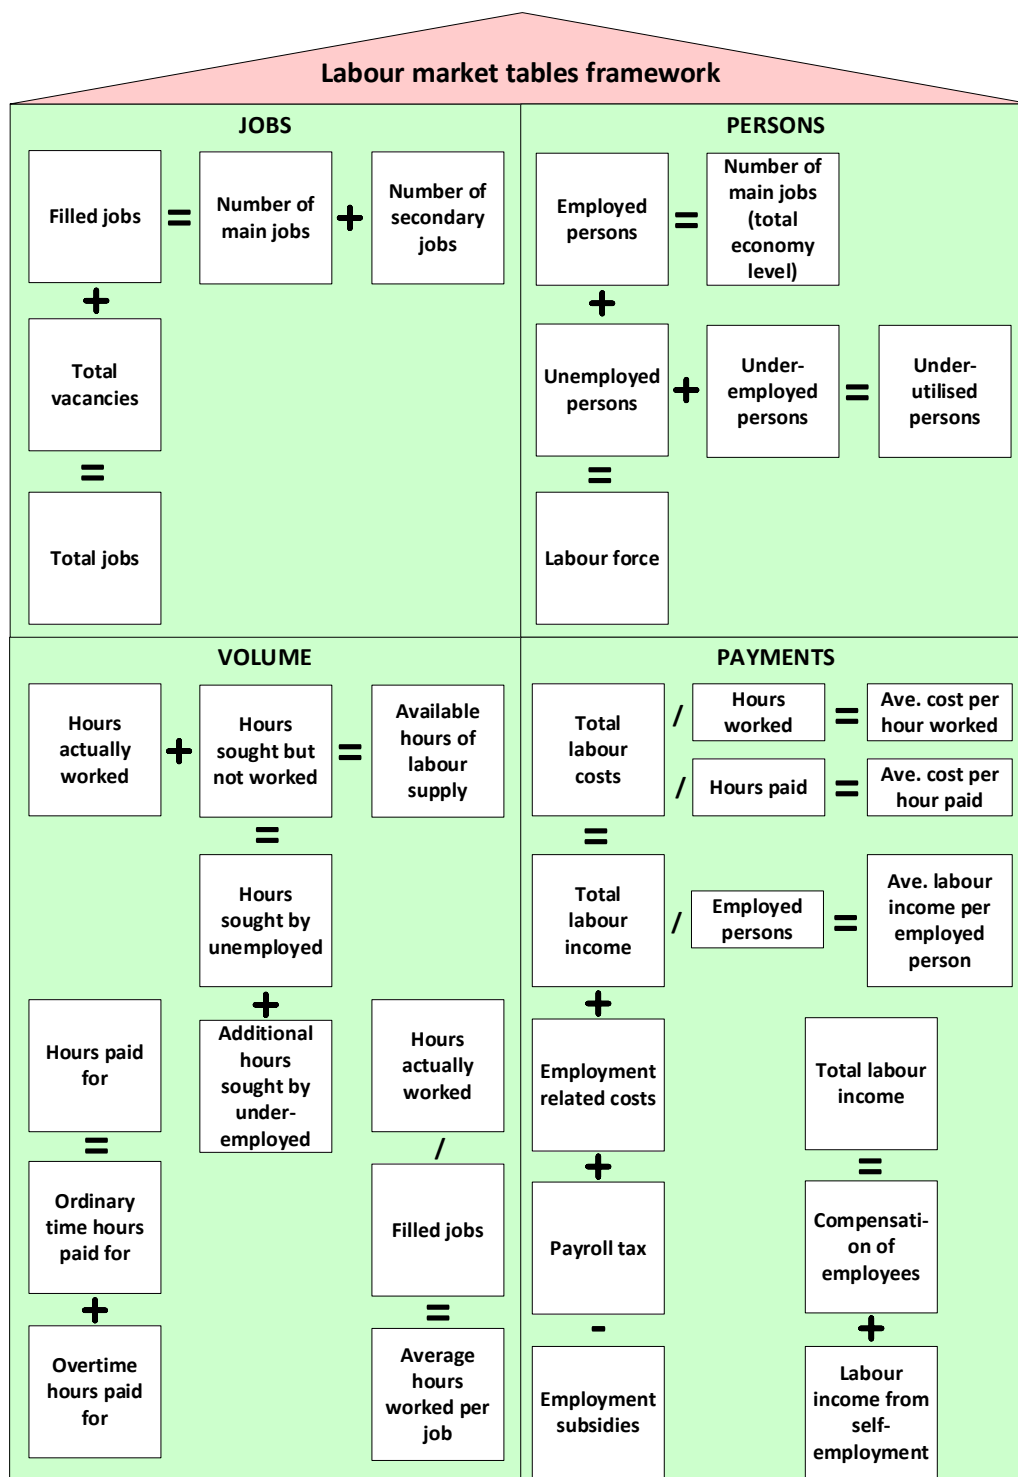 Labour market tables framework
JOBS
Filled jobs
=
Number of
main jobs
+
Number of
secondary
jobs
+
Total
vacancies
=
Total jobs
PERSONS
Employed
persons
=
Number of
main jobs
(total
economy
level)
+
Unemployed
persons
+
Under-
employed
persons
=
Under-
utilised
persons
=
Labour force
VOLUME
Hours
actually
worked
+
Hours
sought but
not worked
=
Available
hours of
labour
supply
=
Hours
sought by
unemployed
+
Additional
hours
sought by
under-
employed
Hours paid
for
=
Ordinary
time hours
paid for
+
Overtime
hours paid
for
Hours
actually
worked
/
Filled jobs
=
Average
hours
worked per
job
PAYMENTS
Total
labour
costs
/
Hours
worked
=
Ave. cost per
hour worked
/
Hours paid
=
Ave. cost per
hour paid
=
Total
labour
income
/
Employed
persons
=
Ave. labour
income per
employed
person
+
Employment
related costs
+
Payroll tax
-
Employment
subsidies
Total labour
income
=
Compensati-
on of
employees
+
Labour
income from
self-
employment